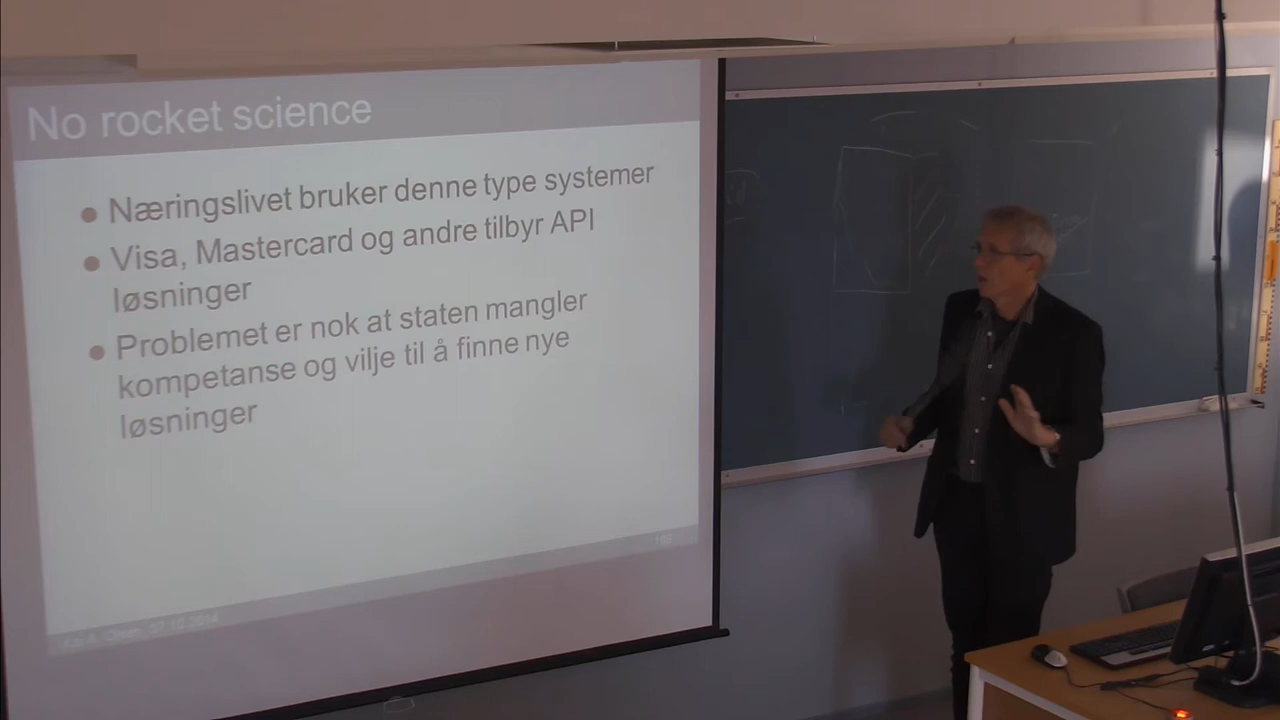 No rocket science
Næringslivet bruker denne type systemer
Visa, Mastercard og andre tilbyr API
løsninger
Problemet er nok at staten mangler
kompetanse og vilje til å finne nye
løsninger